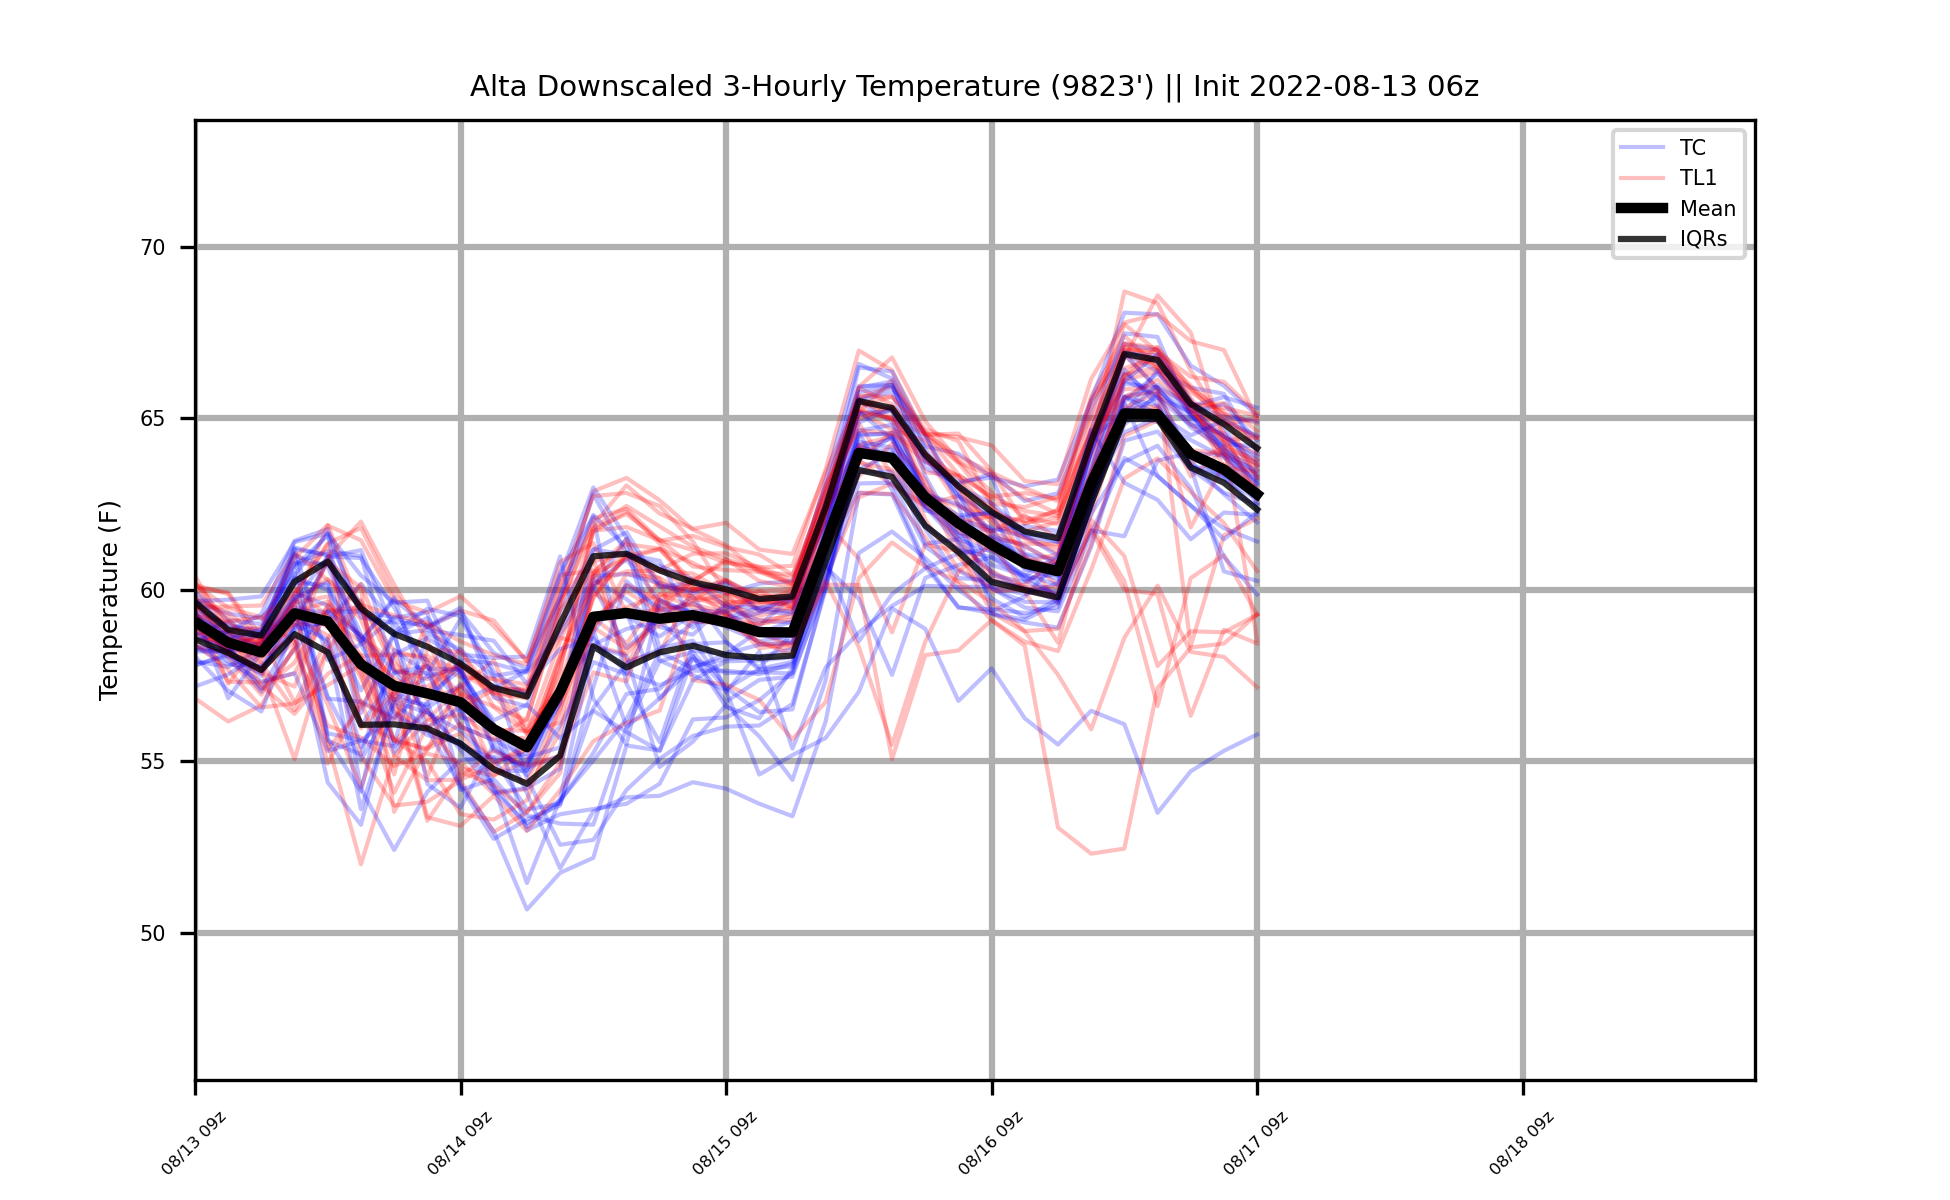 Alta Downscaled 3-Hourly Temperature (9823') || Init 2022-08-13 06z
TC
TL1
Mean
IQRs
Temperature (F)
70
65
60
55
50
08/13 09z
08/14 09z
08/15 09z
08/16 09z
08/17 09z
08/18 09z